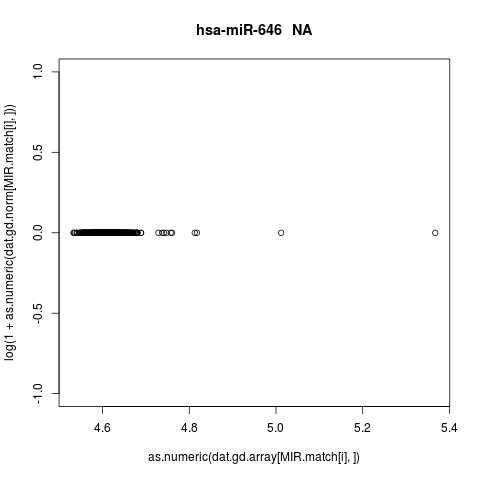 hsa-miR-646 NA
log(1 + as.numeric(dat.gd.norm[MIR.match[i], ]))
1.0
0.5
0.0
-0.5
-1.0
4.6 4.8 5.0 5.2 5.4
as.numeric(dat.gd.array[MIR.match[i], ])